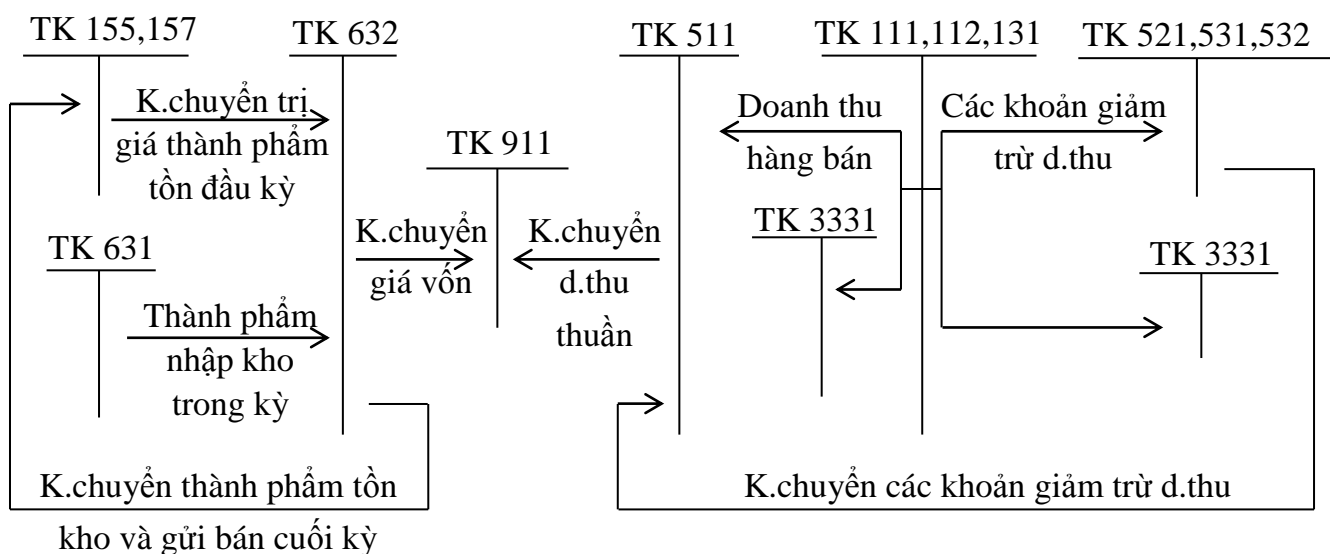 TK 155,157
TK 632
TK 511
TK 111,112,131
TK 521,531,532
K.chuyển trị
giá thành phẩm
tồn đầu kỳ
TK 911
Doanh thu
hàng bán
Các khoản giảm
trừ d.thu
TK 631
K.chuyển
giá vốn
K.chuyển
d.thu
thuần
TK 3331
TK 3331
Thành phẩm
nhập kho
trong kỳ
K.chuyển thành phẩm tồn
kho và gửi bán cuối kỳ
K.chuyển các khoản giảm trừ d.thu